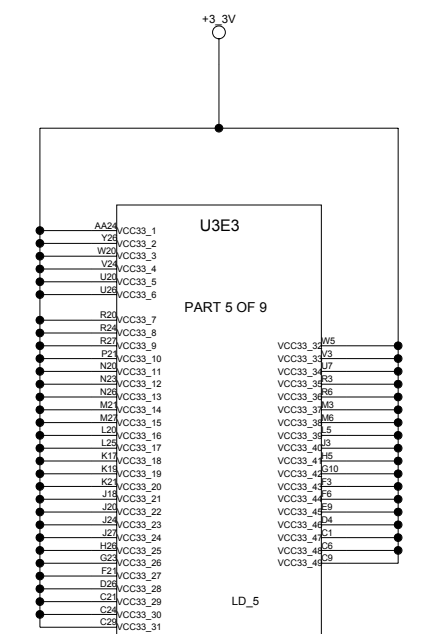 +3_3V
U3E3
PART 5 OF 9
AA24 VCC33_1
Y26 VCC33_2
W20 VCC33_3
V24 VCC33_4
U20 VCC33_5
U26 VCC33_6
R20 VCC33_7
R24 VCC33_8
R27 VCC33_9
P21 VCC33_10
N20 VCC33_11
N23 VCC33_12
N26 VCC33_13
M21 VCC33_14
M27 VCC33_15
L20 VCC33_16
L25 VCC33_17
K17 VCC33_18
K19 VCC33_19
K21 VCC33_20
J18 VCC33_21
J20 VCC33_22
J24 VCC33_23
J27 VCC33_24
H26 VCC33_25
G23 VCC33_26
F21 VCC33_27
D26 VCC33_28
C21 VCC33_29
C24 VCC33_30
C29 VCC33_31
VCC33_32 W5
VCC33_33 V3
VCC33_34 U7
VCC33_35 R3
VCC33_36 R6
VCC33_37 M3
VCC33_38 M6
VCC33_39 L5
VCC33_40 J3
VCC33_41 H5
VCC33_42 G10
VCC33_43 F3
VCC33_44 F6
VCC33_45 E9
VCC33_46 D4
VCC33_47 C1
VCC33_48 C6
VCC33_49 C9
LD_5